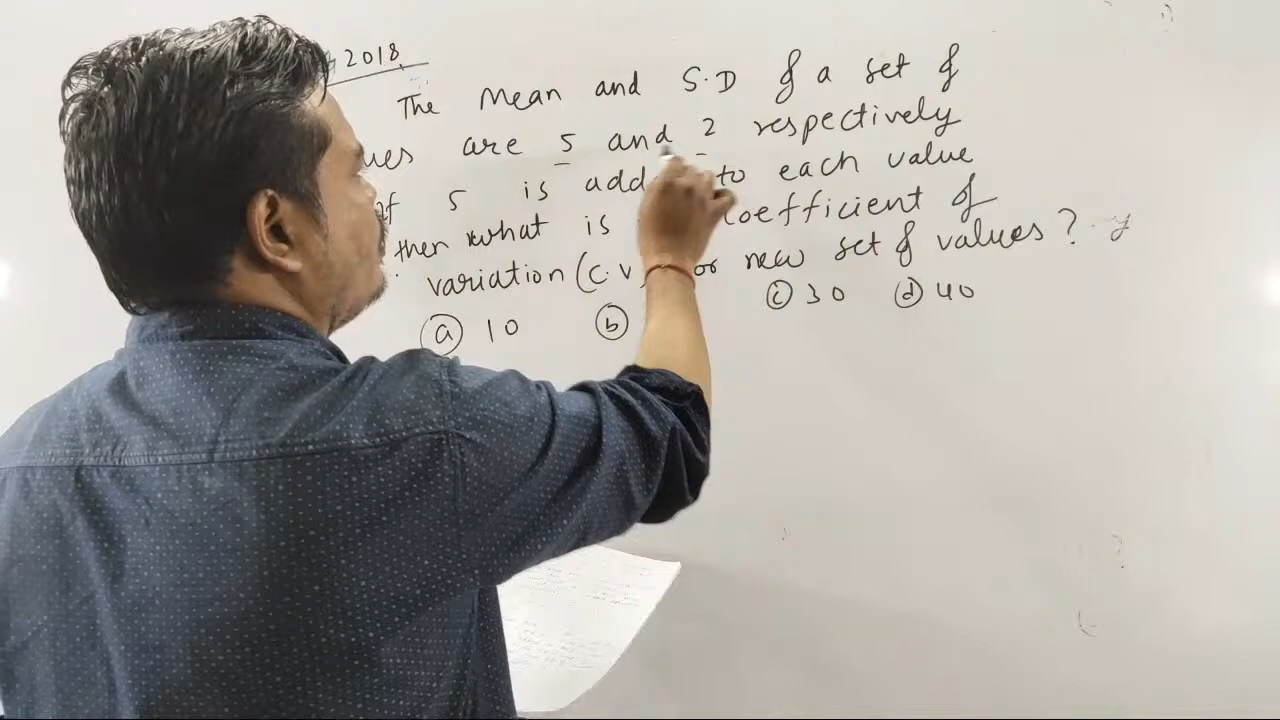 2018
The Mean and S.D of a set of
are 5 and 2 respectively
If 5 is to each value
then what is coefficient of
variation (C.V) new set of values?
(a) 10 (b) (c) 30 (d) 40